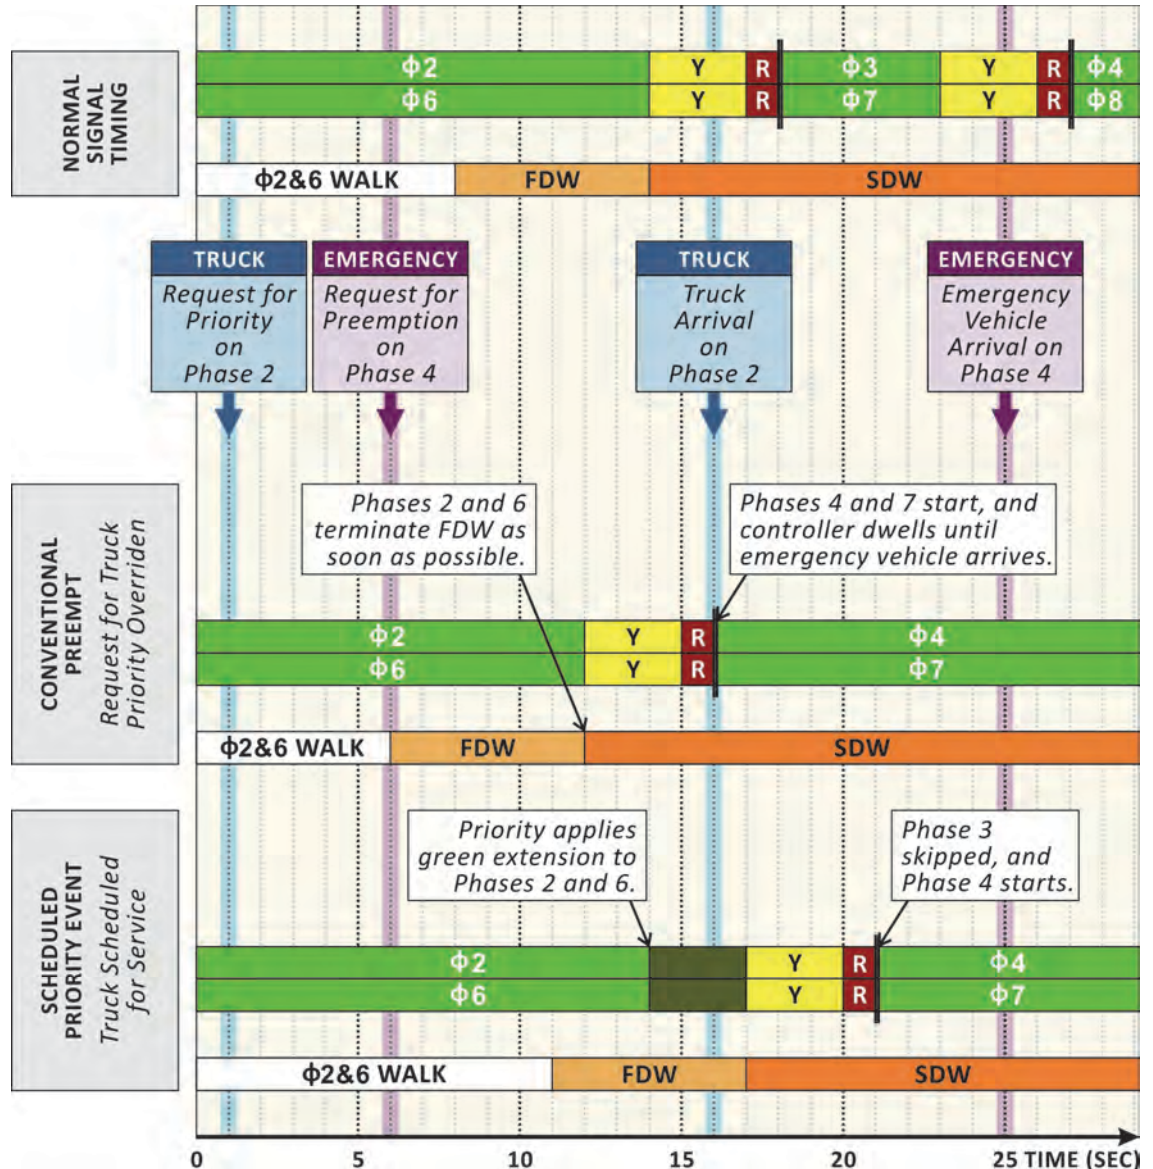 NORMAL
SIGNAL
TIMING
Φ2 Y R Φ3 Y R Φ4
Φ6 Y R Φ7 Y R Φ8
Φ2&6 WALK FDW SDW
TRUCK
Request for
Priority
on
Phase 2
EMERGENCY
Request for
Preemption
on
Phase 4
TRUCK
Truck
Arrival
on
Phase 2
EMERGENCY
Emergency
Vehicle
Arrival on
Phase 4
CONVENTIONAL
PREEMPT
Request for Truck
Priority Overriden
Phases 2 and 6
terminate FDW as
soon as possible.
Phases 4 and 7 start, and
controller dwells until
emergency vehicle arrives.
Φ2 Y R Φ4
Φ6 Y R Φ7
Φ2&6 WALK FDW SDW
SCHEDULED
PRIORITY EVENT
Truck Scheduled
for Service
Priority applies
green extension to
Phases 2 and 6.
Phase 3
skipped, and
Phase 4 starts.
Φ2 Y R Φ4
Φ6 Y R Φ7
Φ2&6 WALK FDW SDW
0 5 10 15 20 25 TIME (SEC)